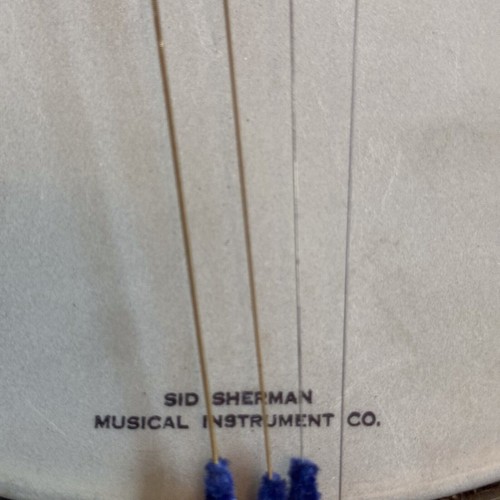 SID SHERMAN
MUSICAL INSTRUMENT CO.